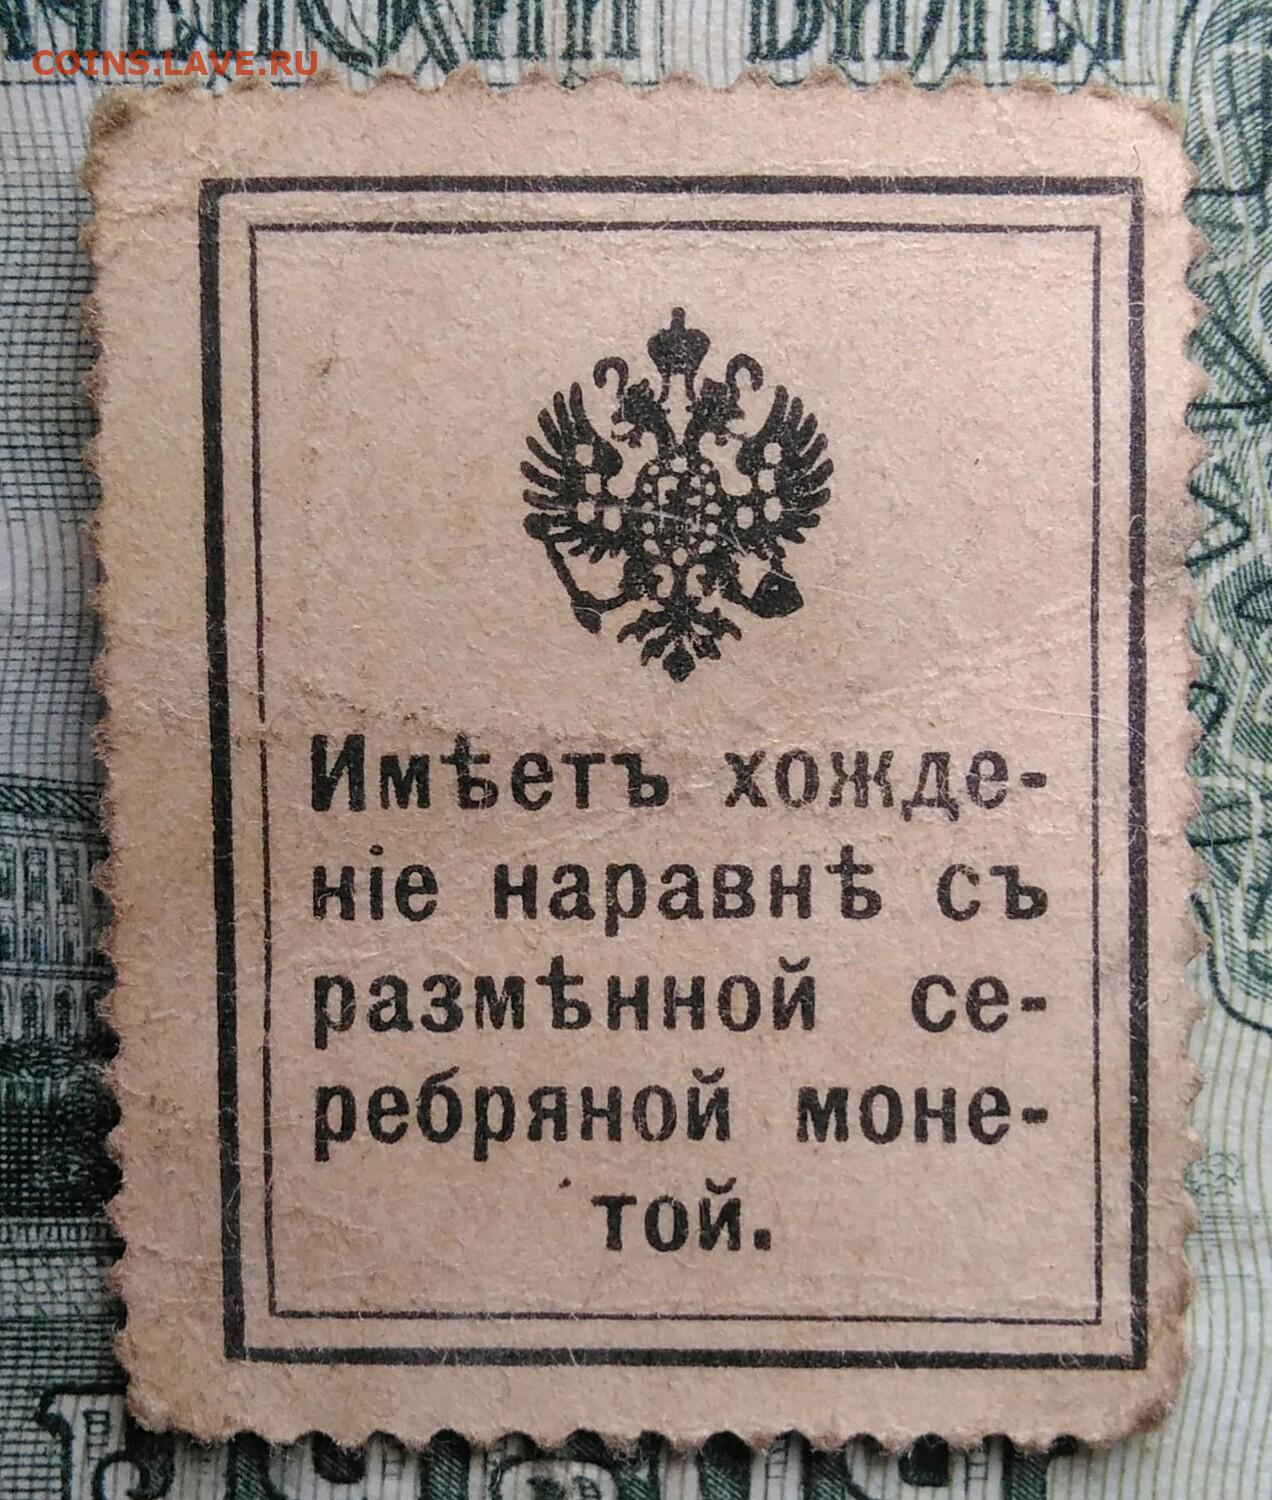 COINS.LAVE.RU
Имѣетъ хожде-
ніе наравнѣ съ
размѣнной се-
ребряной моне-
той.